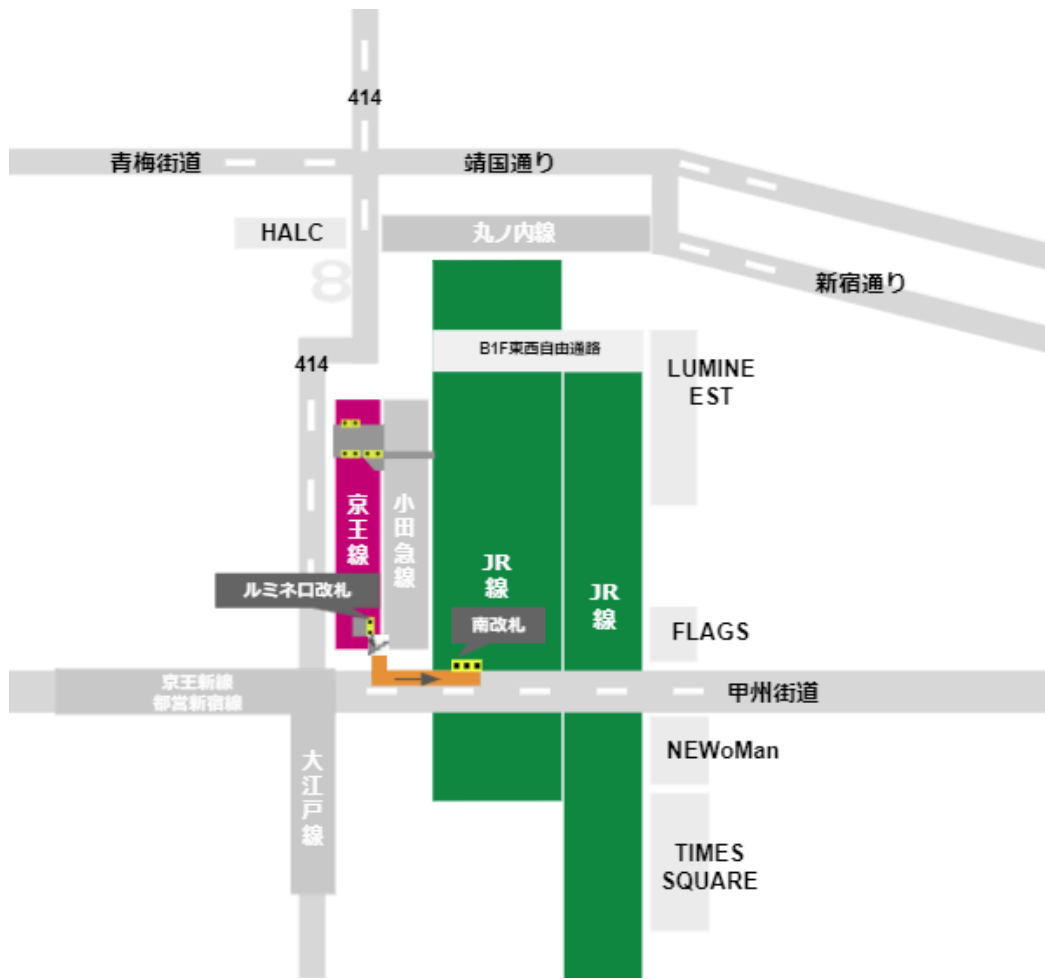 414
青梅街道
靖国通り
HALC
丸ノ内線
新宿通り
8
B1F東西自由通路
414
LUMINE
EST
京王線
小田急線
JR
線
JR
線
ルミネ口改札
南改札
FLAGS
京王新線
都営新宿線
甲州街道
大江戸線
NEWoMan
TIMES
SQUARE